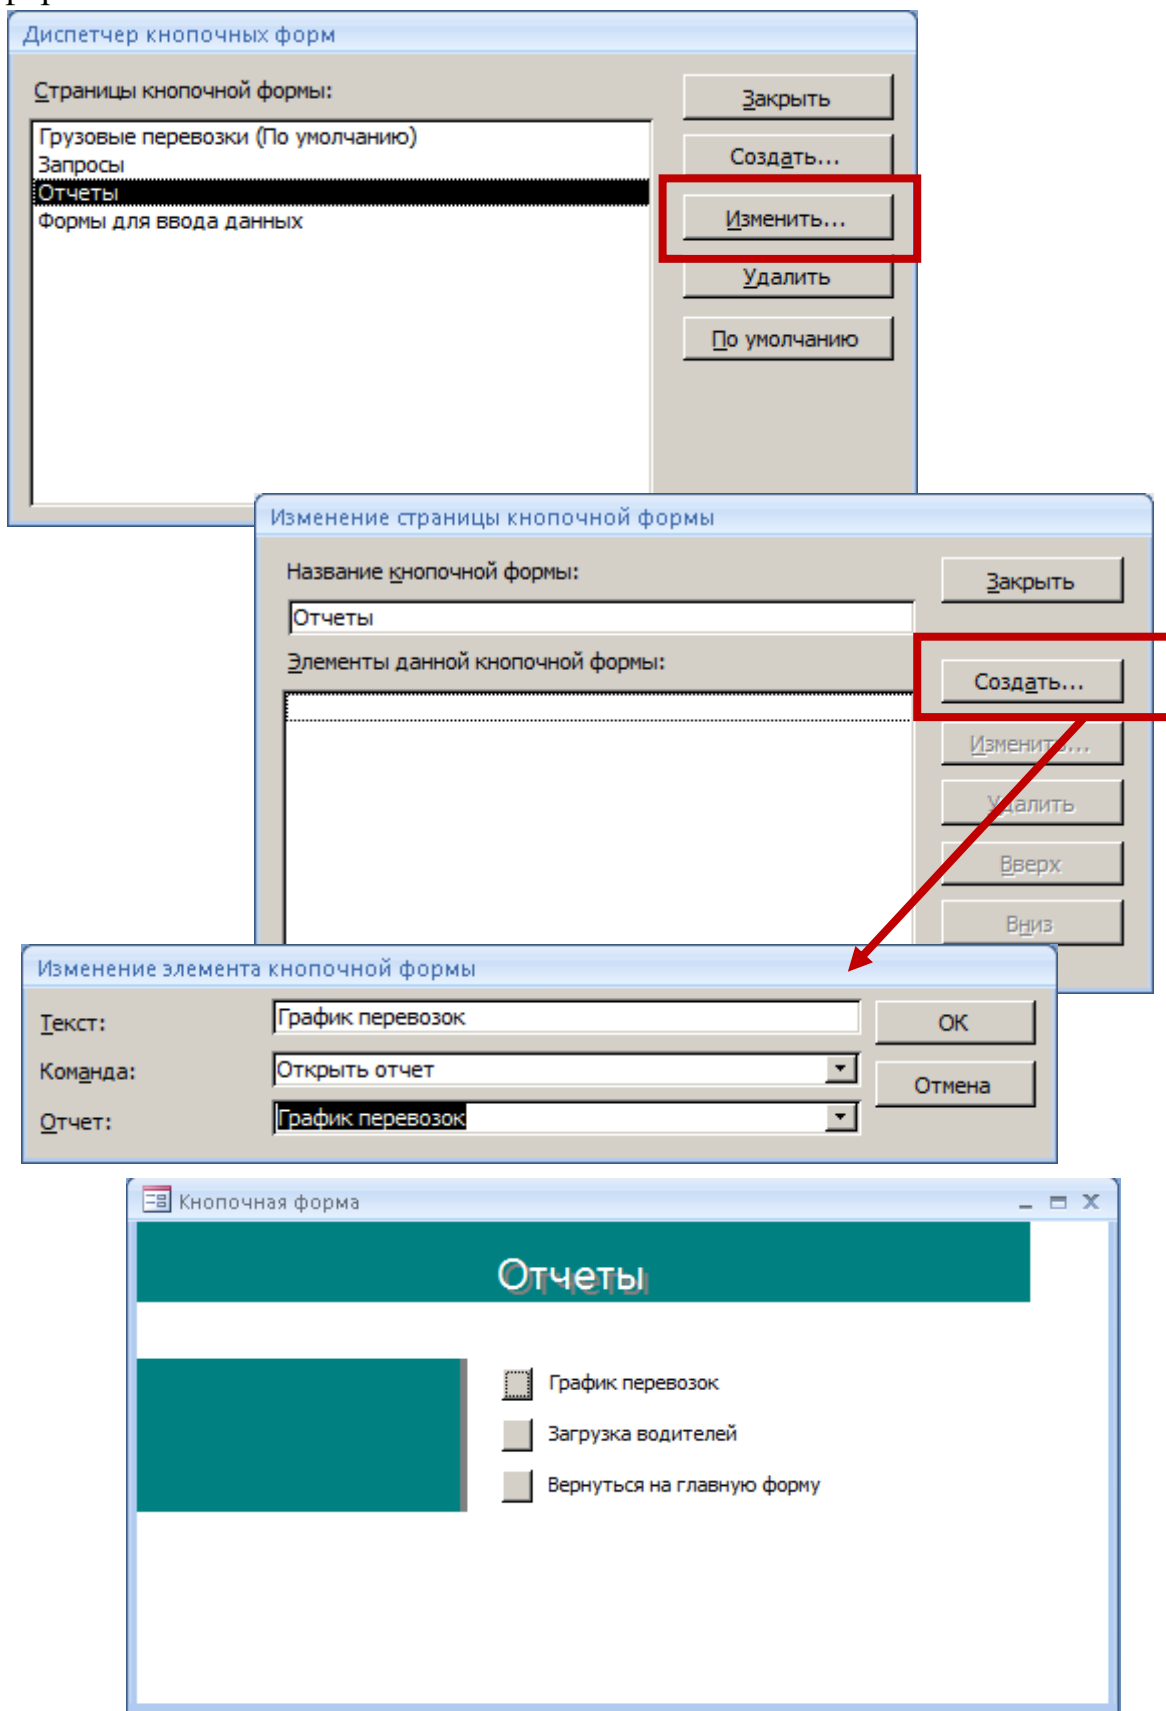 Диспетчер кнопочных форм
Страницы кнопочной формы:
Закрыть
Грузовые перевозки (По умолчанию)
Запросы
Отчеты
Формы для ввода данных
Создать...
Изменить...
Удалить
По умолчанию
Изменение страницы кнопочной формы
Название кнопочной формы:
Закрыть
Отчеты
Элементы данной кнопочной формы:
Создать...
Изменить...
Удалить
Вверх
Вниз
Изменение элемента кнопочной формы
Текст:
График перевозок
ОК
Команда:
Открыть отчет
Отмена
Отчет:
График перевозок
Кнопочная форма
Отчеты
График перевозок
Загрузка водителей
Вернуться на главную форму